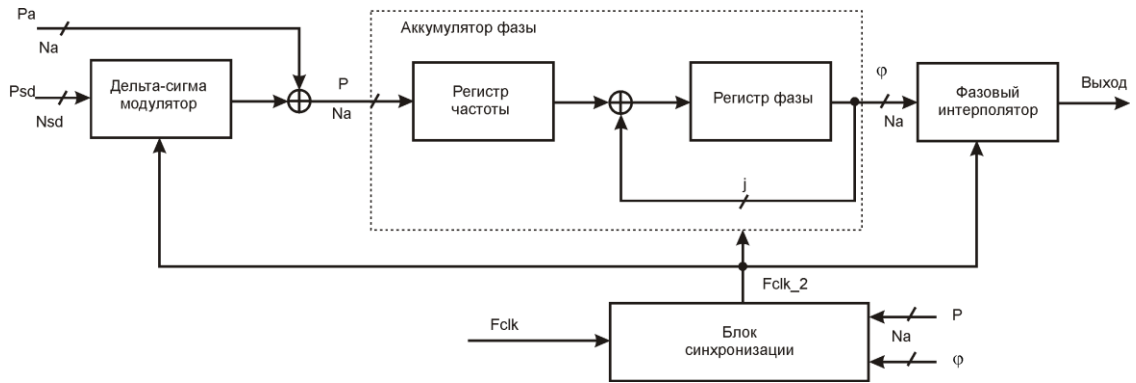 Pa
Na
Psd
Nsd
Дельта-сигма
модулятор
P
Na
Аккумулятор фазы
Регистр
частоты
Регистр фазы
j
φ
Na
Фазовый
интерполятор
Выход
Fclk_2
Fclk
Блок
синхронизации
P
Na
φ